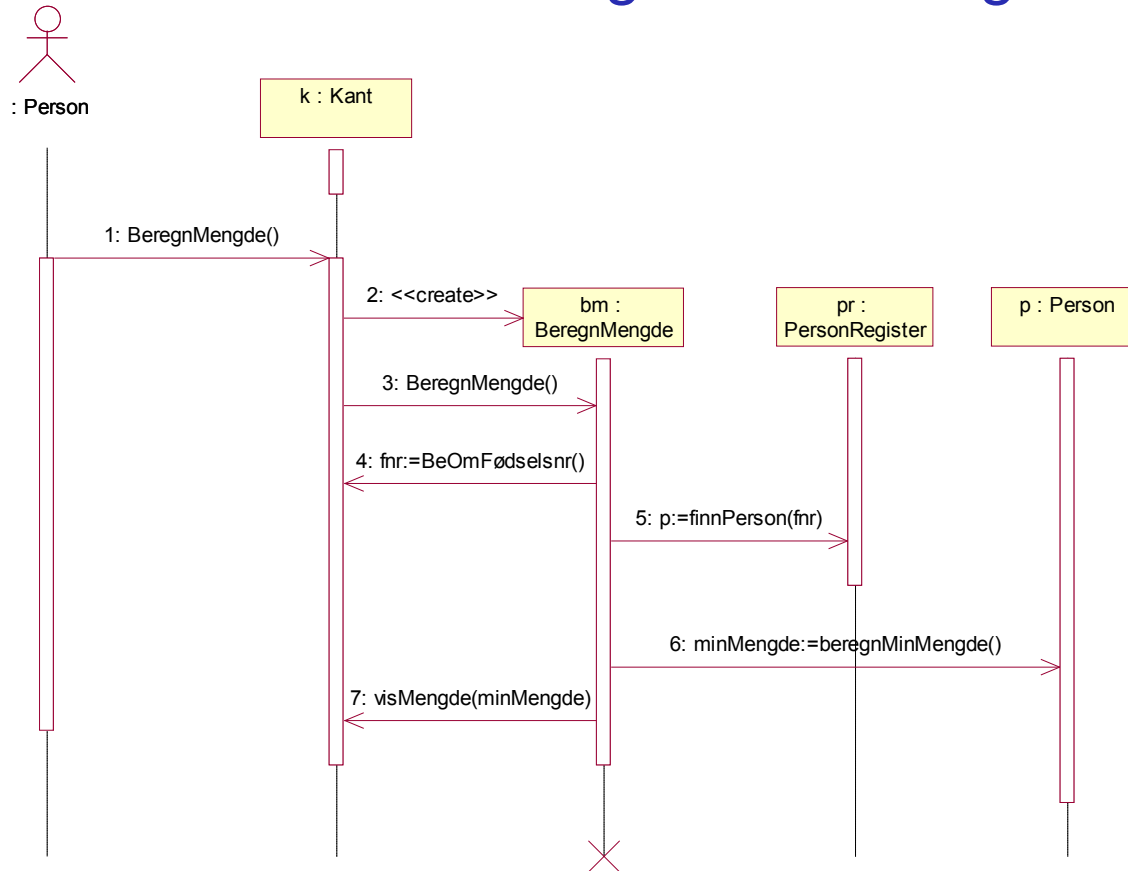 : Person
k : Kant
1: BeregnMengde()
2: <<create>>
bm :
BeregnMengde
pr :
PersonRegister
p : Person
3: BeregnMengde()
4: fnr:=BeOmFødselsnr()
5: p:=finnPerson(fnr)
6: minMengde:=beregnMinMengde()
7: visMengde(minMengde)